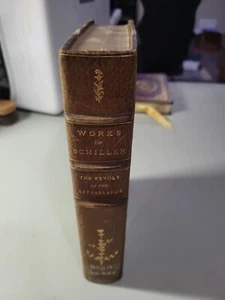 WORKS
OF
SCHILLER
THE REVOLT
OF THE
NETHERLANDS